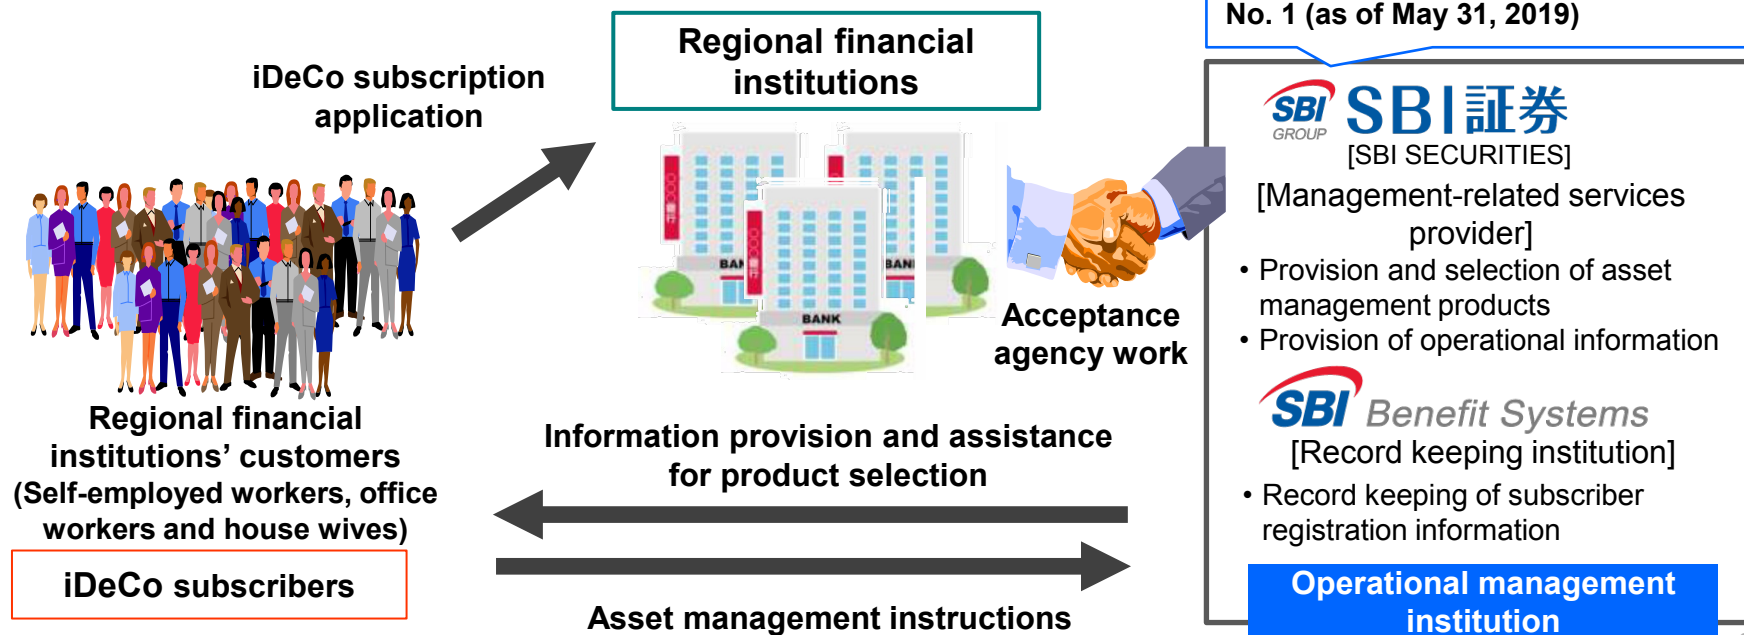 No. 1 (as of May 31, 2019)
Regional financial
institutions
iDeCo subscription
application
SBI
GROUP
SBI証券
[SBI SECURITIES]
[Management-related services
provider]
• Provision and selection of asset
management products
• Provision of operational information
BANK
BANK
BANK
Acceptance
agency work
SBI Benefit Systems
[Record keeping institution]
• Record keeping of subscriber
registration information
Operational management
institution
Regional financial
institutions’ customers
(Self-employed workers, office
workers and house wives)
iDeCo subscribers
Information provision and assistance
for product selection
Asset management instructions